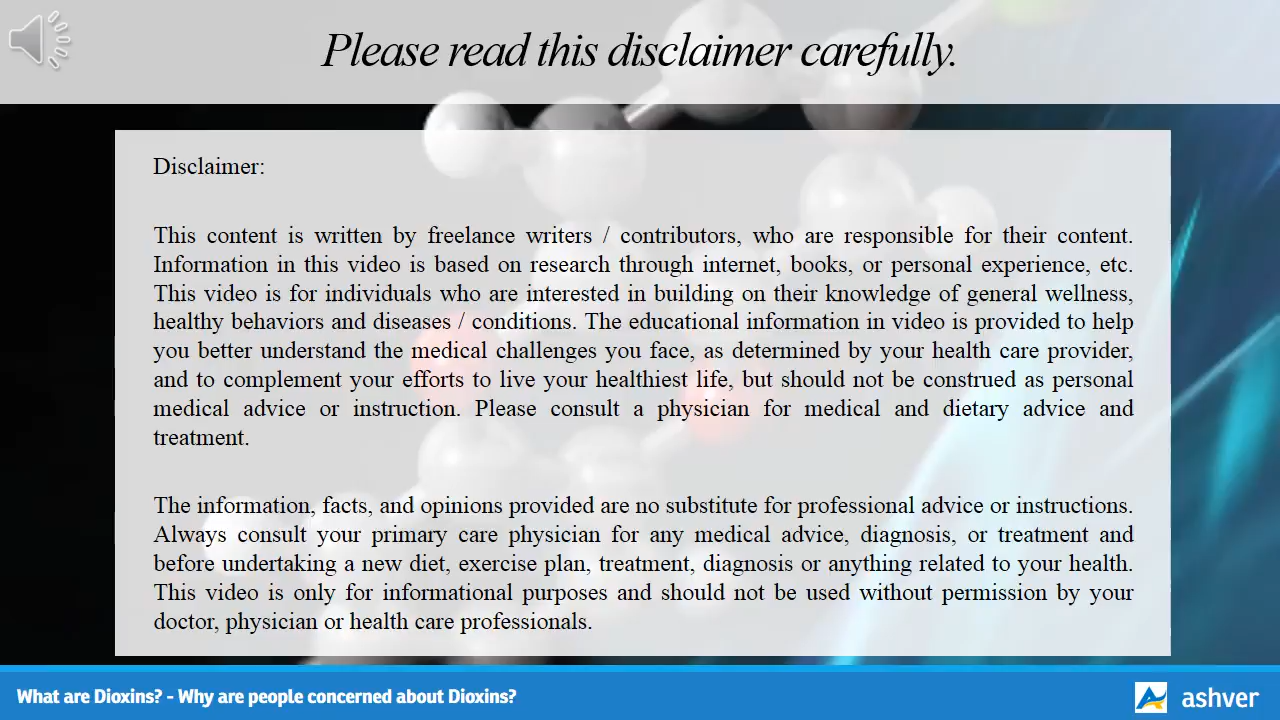 Please read this disclaimer carefully.
Disclaimer:
This content is written by freelance writers / contributors, who are responsible for their content.
Information in this video is based on research through internet, books, or personal experience, etc.
This video is for individuals who are interested in building on their knowledge of general wellness,
healthy behaviors and diseases / conditions. The educational information in video is provided to help
you better understand the medical challenges you face, as determined by your health care provider,
and to complement your efforts to live your healthiest life, but should not be construed as personal
medical advice or instruction. Please consult a physician for medical and dietary advice and
treatment.
The information, facts, and opinions provided are no substitute for professional advice or instructions.
Always consult your primary care physician for any medical advice, diagnosis, or treatment and
before undertaking a new diet, exercise plan, treatment, diagnosis or anything related to your health.
This video is only for informational purposes and should not be used without permission by your
doctor, physician or health care professionals.
What are Dioxins? - Why are people concerned about Dioxins?
ashver